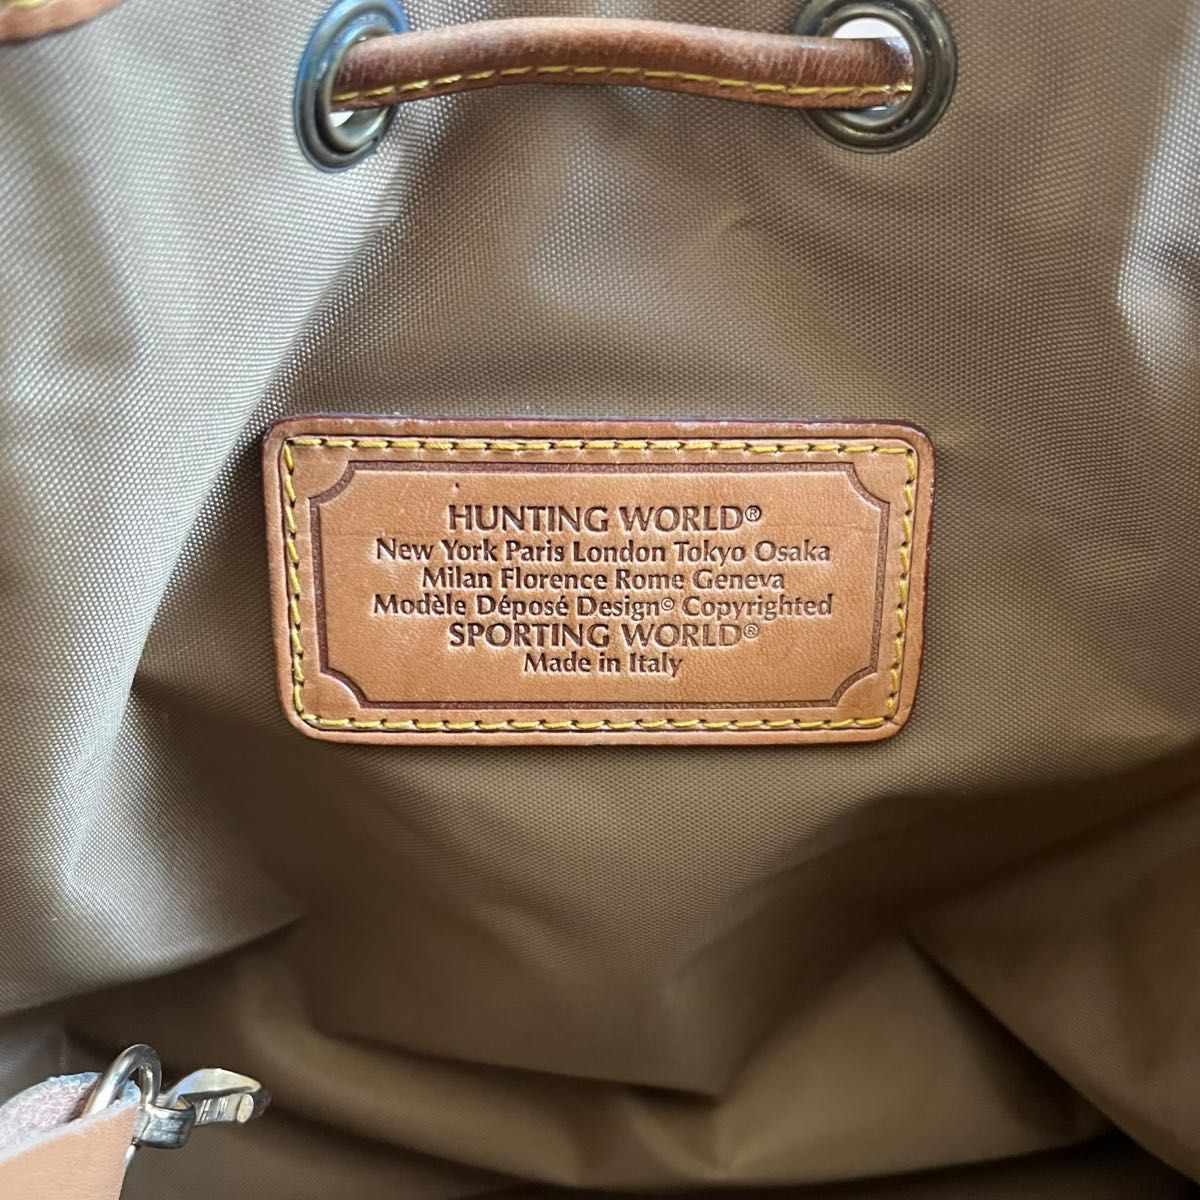 HUNTING WORLD®
New York Paris London Tokyo Osaka
Milan Florence Rome Geneva
Modèle Déposé Design© Copyrighted
SPORTING WORLD®
Made in Italy